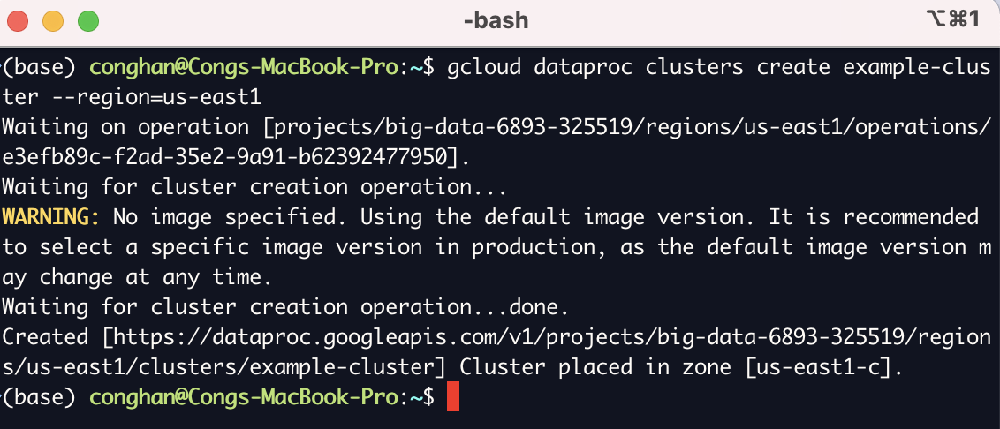 -bash
⌥⌘1
(base) conghan@Congs-MacBook-Pro:~$ gcloud dataproc clusters create example-clus
ter --region=us-east1
Waiting on operation [projects/big-data-6893-325519/regions/us-east1/operations/
e3efb89c-f2ad-35e2-9a91-b62392477950].
Waiting for cluster creation operation...
WARNING: No image specified. Using the default image version. It is recommended
to select a specific image version in production, as the default image version m
ay change at any time.
Waiting for cluster creation operation...done.
Created [https://dataproc.googleapis.com/v1/projects/big-data-6893-325519/region
s/us-east1/clusters/example-cluster] Cluster placed in zone [us-east1-c].
(base) conghan@Congs-MacBook-Pro:~$